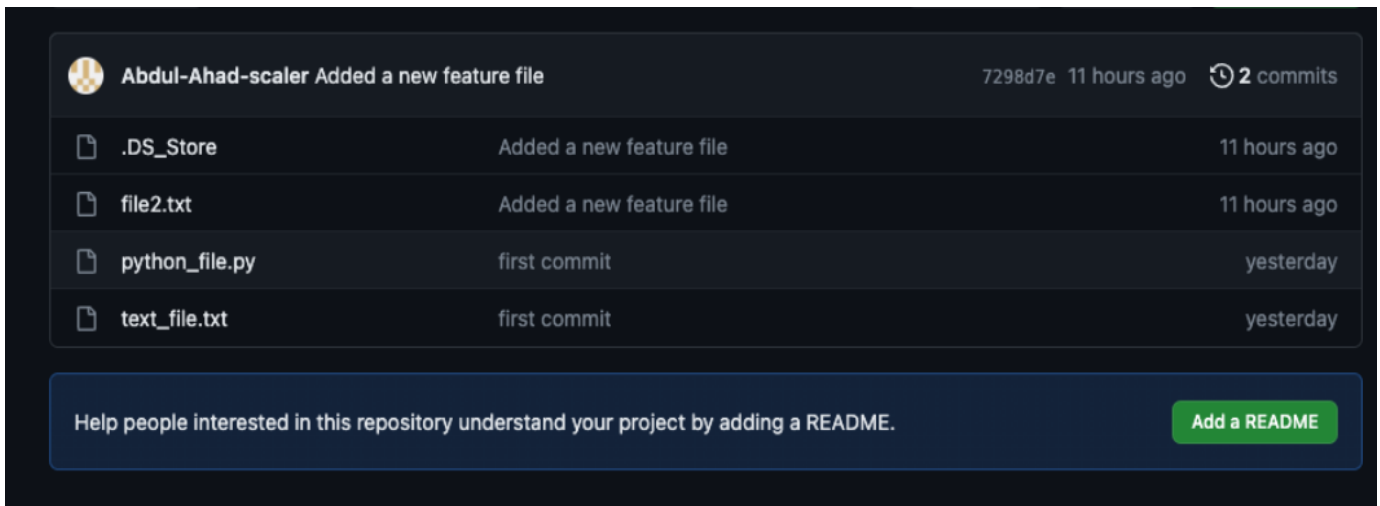 Abdul-Ahad-scaler Added a new feature file 7298d7e 11 hours ago 2 commits
.DS_Store Added a new feature file 11 hours ago
file2.txt Added a new feature file 11 hours ago
python_file.py first commit yesterday
text_file.txt first commit yesterday
Help people interested in this repository understand your project by adding a README. Add a README